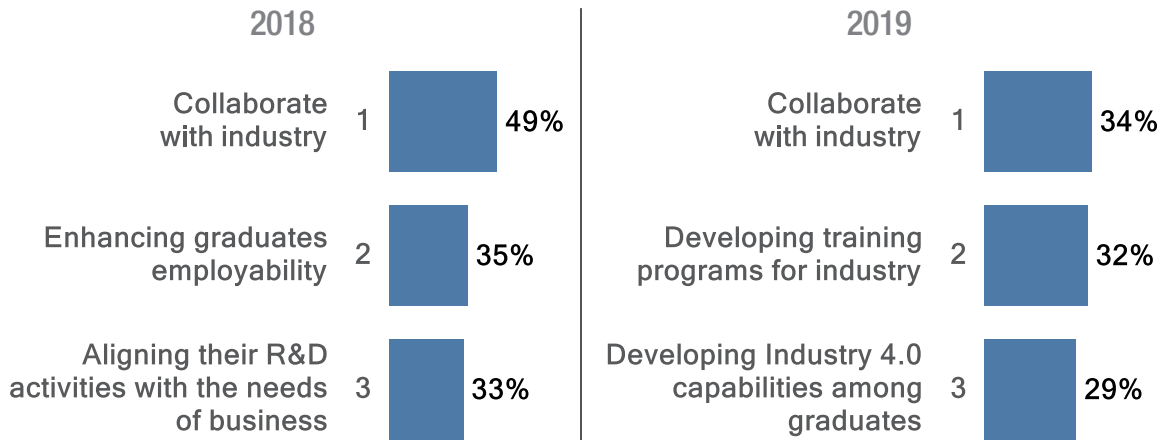 2018
Collaborate
with industry
1
49%
Enhancing graduates
employability
2
35%
Aligning their R&D
activities with the needs
of business
3
33%
2019
Collaborate
with industry
1
34%
Developing training
programs for industry
2
32%
Developing Industry 4.0
capabilities among
graduates
3
29%